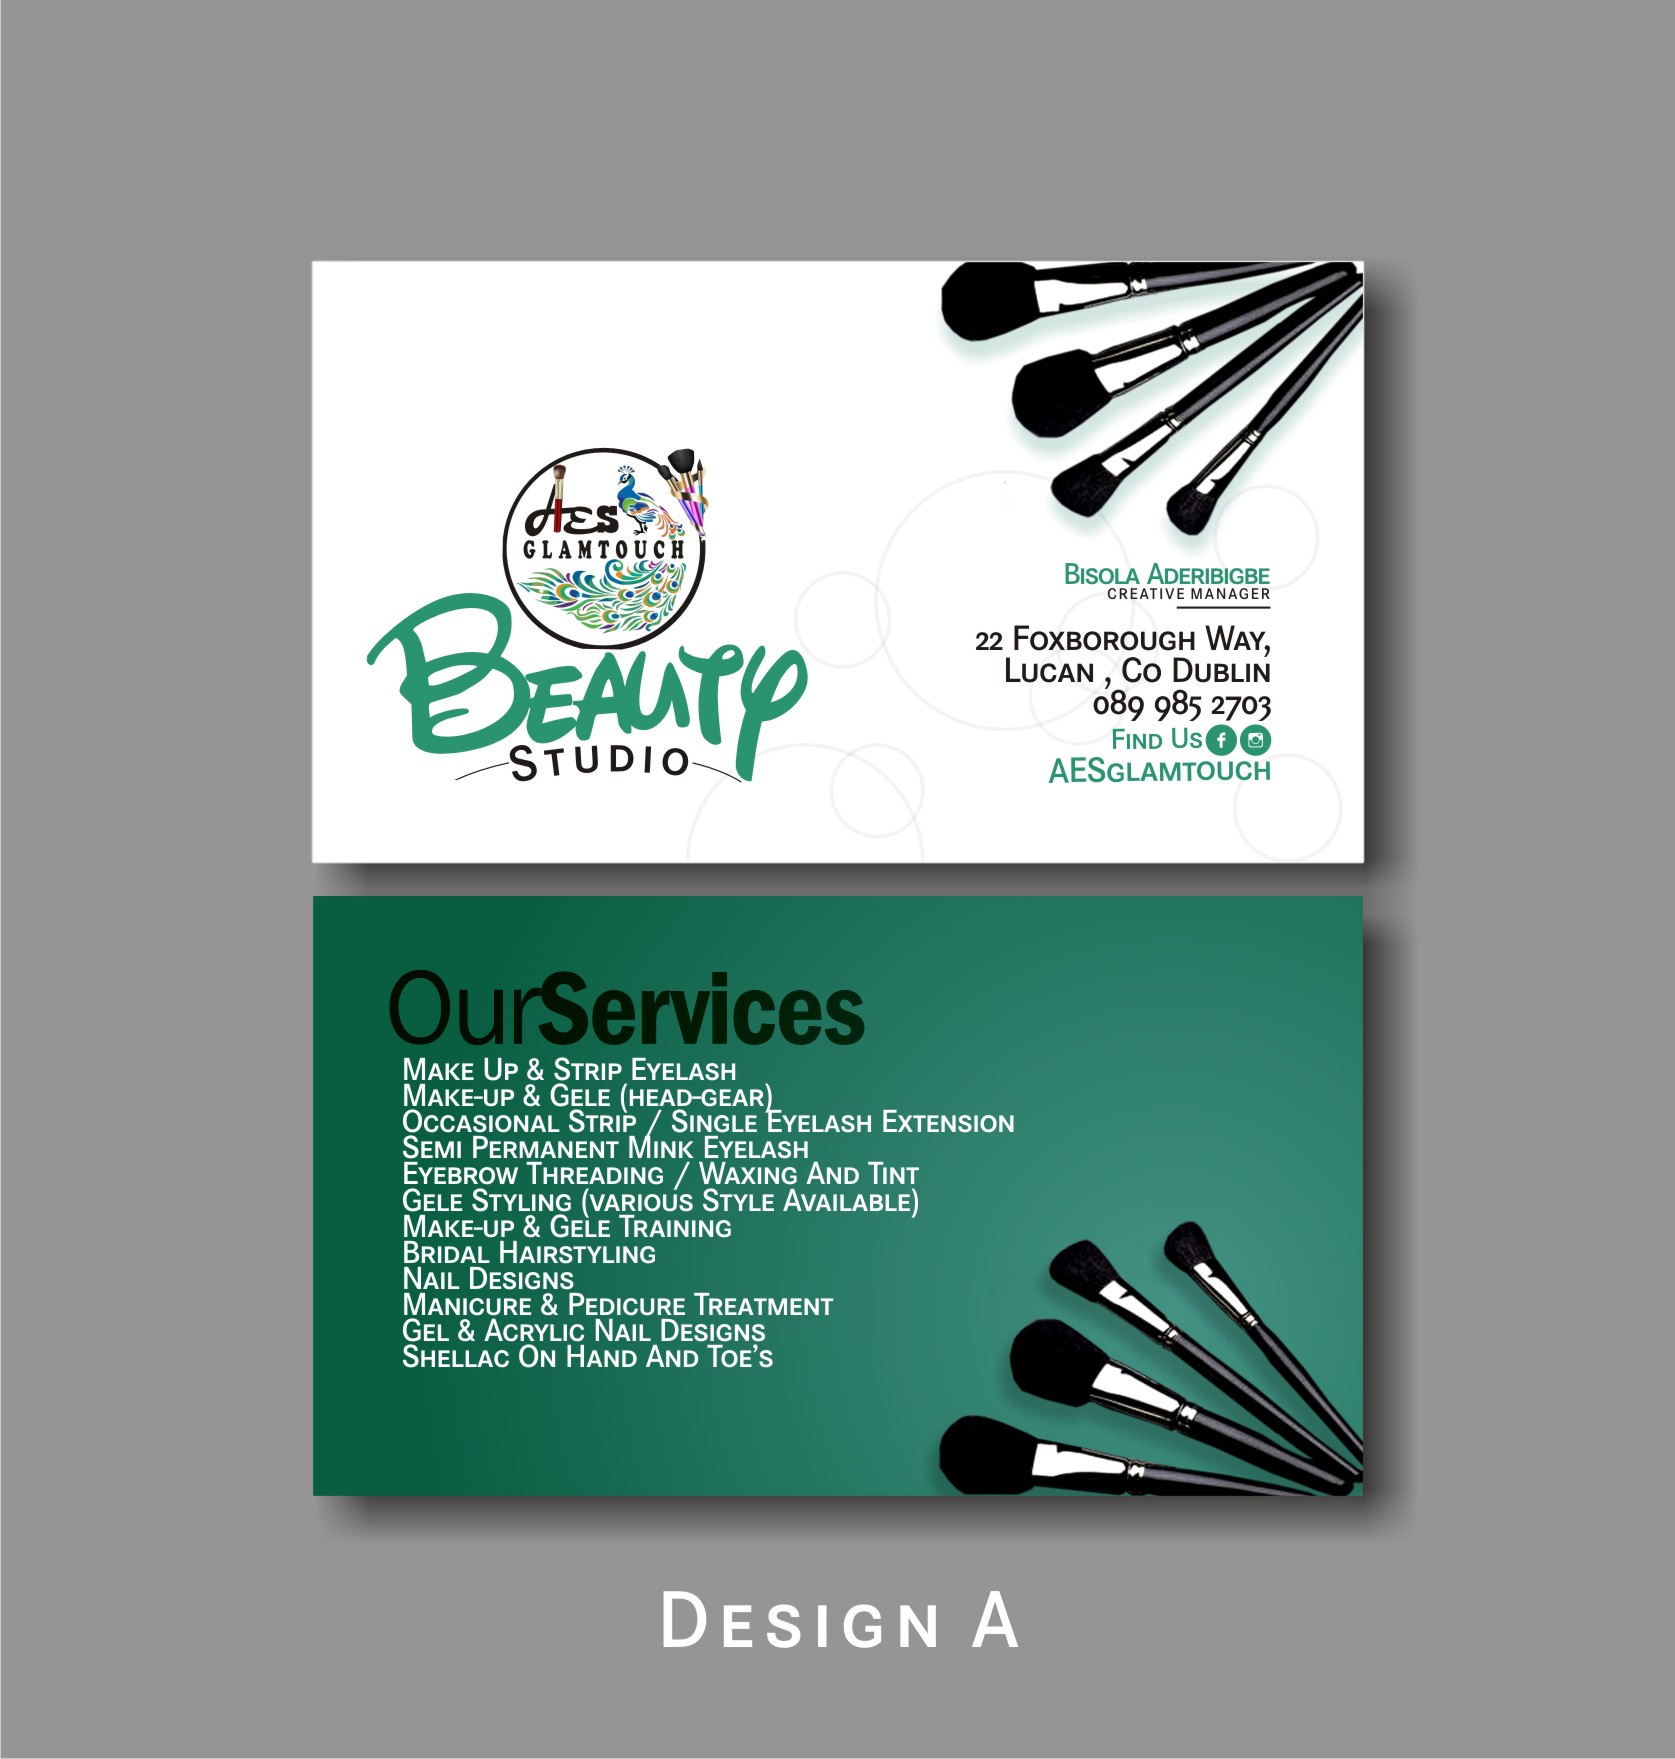 AES
GLAMTOUCH
BEAUTY
STUDIO
BISOLA ADERIBIGBE
CREATIVE MANAGER
22 FOXBOROUGH WAY,
LUCAN , CO DUBLIN
089 985 2703
FIND US
AESGLAMTOUCH
OurServices
MAKE UP & STRIP EYELASH
MAKE-UP & GELE (HEAD-GEAR)
OCCASIONAL STRIP / SINGLE EYELASH EXTENSION
SEMI PERMANENT MINK EYELASH
EYEBROW THREADING / WAXING AND TINT
GELE STYLING (VARIOUS STYLE AVAILABLE)
MAKE-UP & GELE TRAINING
BRIDAL HAIRSTYLING
NAIL DESIGNS
MANICURE & PEDICURE TREATMENT
GEL & ACRYLIC NAIL DESIGNS
SHELLAC ON HAND AND TOE'S
DESIGN A